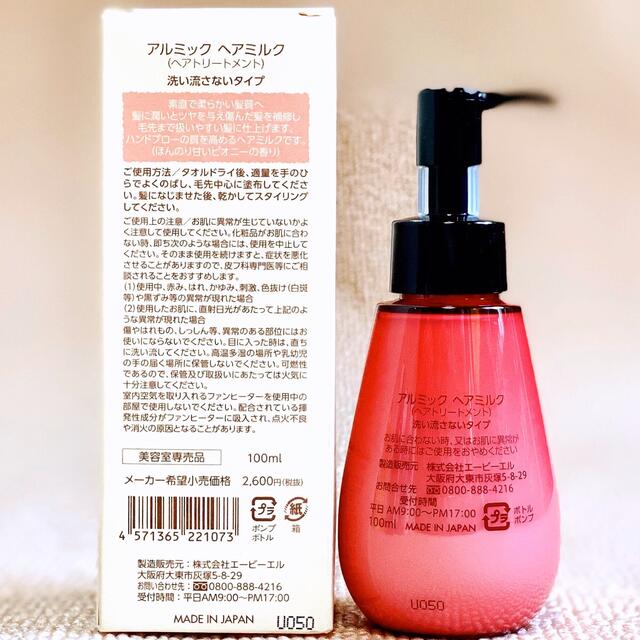 アルミック ヘアミルク
(ヘアトリートメント)
洗い流さないタイプ
素直で柔らかい髪質へ
髪に潤いとツヤを与え傷んだ髪を補修し
毛先まで扱いやすい髪に仕上げます。
ハンドブローの質を高めるヘアミルクです。
(ほんのり甘いピオニーの香り)
ご使用方法/タオルドライ後、適量を手のひ
らでよくのばし、毛先中心に塗布してくださ
い。髪になじませた後、乾かしてスタイリング
してください。
ご使用上の注意/お肌に異常が生じていないかよ
く注意して使用してください。化粧品がお肌に合わ
ない時、即ち次のような場合には、使用を中止して
ください。そのまま使用を続けますと、症状を悪化
させることがありますので、皮フ科専門医等にご相
談されることをおすすめします。
(1)使用中、赤み、はれ、かゆみ、刺激、色抜け(白斑
等)や黒ずみ等の異常が現れた場合
(2)使用したお肌に、直射日光があたって上記のよ
うな異常が現れた場合
傷やはれもの、しっしん等、異常のある部位にはお
使いにならないでください。目に入った時は、直ち
に洗い流してください。高温多湿の場所や乳幼児
の手の届く場所に保管しないでください。可燃性で
あるので、保管及び取扱いにあたっては火気に
十分注意してください。
室内空気を取り入れるファンヒーターを使用中の
部屋で使用しないでください。配合されている揮
発性成分がファンヒーターに吸入され、点火不良
や消火の原因となることがあります。
美容室専売品 100ml
メーカー希望小売価格 2,600円(税抜)
4 571365 221073
プラ
ポンプ
ボトル
紙
箱
製造販売元:株式会社エービーエル
大阪府大東市灰塚5-8-29
お問い合わせ先: 0800-888-4216
受付時間:平日AM9:00〜PM17:00
MADE IN JAPAN U050
アルミック ヘアミルク
(ヘアトリートメント)
洗い流さないタイプ
お肌に合わない時、又はお肌に異常が
ある時にはご使用をおやめください
製造販売元 株式会社エービーエル
大阪府大東市灰塚5-8-29
お問合せ先 0800-888-4216
受付時間
平日 AM9:00〜PM17:00
100ml MADE IN JAPAN
プラ
ボトル
ポンプ
U050